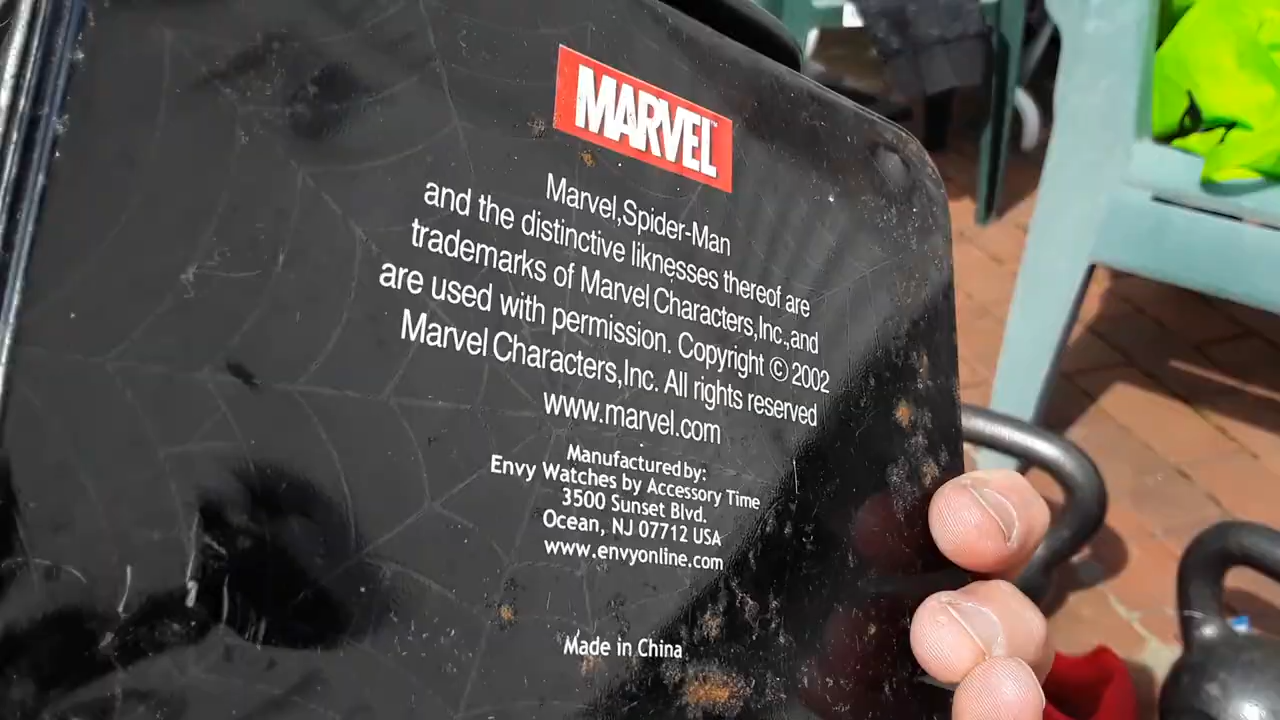 MARVEL
Marvel,Spider-Man
and the distinctive liknesses thereof are
trademarks of Marvel Characters,Inc.,and
are used with permission. Copyright © 2002
Marvel Characters,Inc. All rights reserved
www.marvel.com
Manufactured by:
Envy Watches by Accessory Time
3500 Sunset Blvd.
Ocean, NJ 07712 USA
www.envyonline.com
Made in China